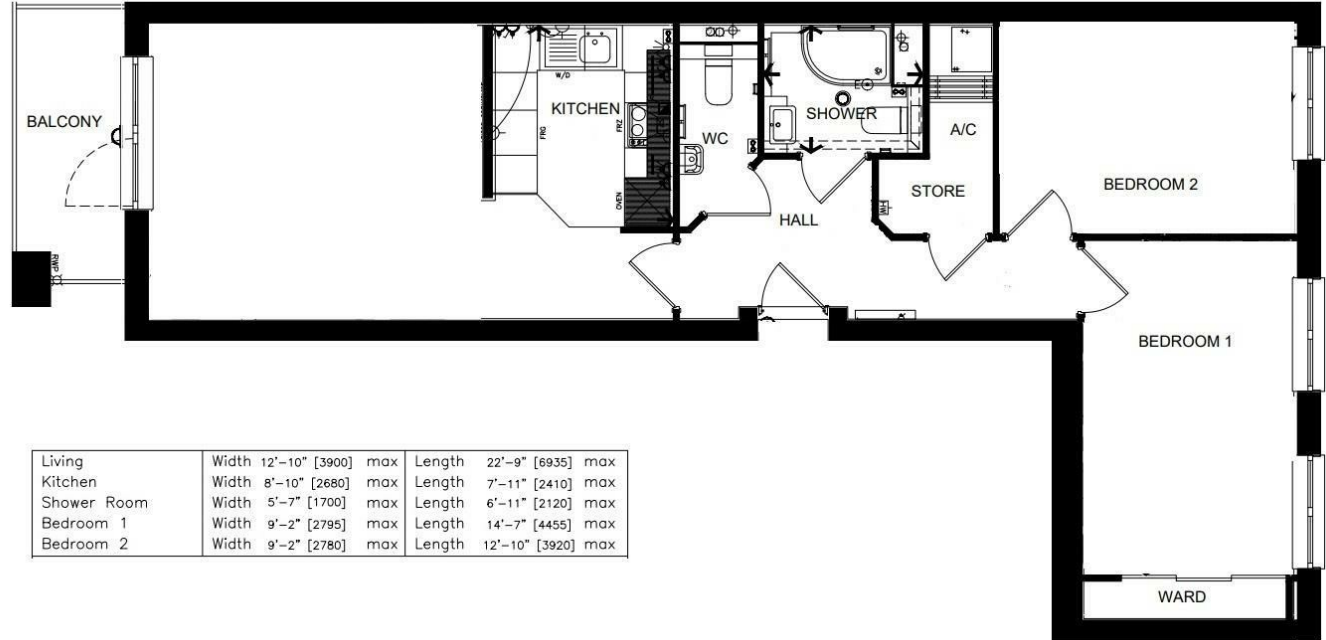 BALCONY
RWP
W/D
KITCHEN
FRG
FRZ
OVEN
WC
SHOWER
A/C
STORE
HW
HALL
BEDROOM 2
BEDROOM 1
WARD
Living Width 12'-10" [3900] max Length 22'-9" [6935] max
Kitchen Width 8'-10" [2680] max Length 7'-11" [2410] max
Shower Room Width 5'-7" [1700] max Length 6'-11" [2120] max
Bedroom 1 Width 9'-2" [2795] max Length 14'-7" [4455] max
Bedroom 2 Width 9'-2" [2780] max Length 12'-10" [3920] max